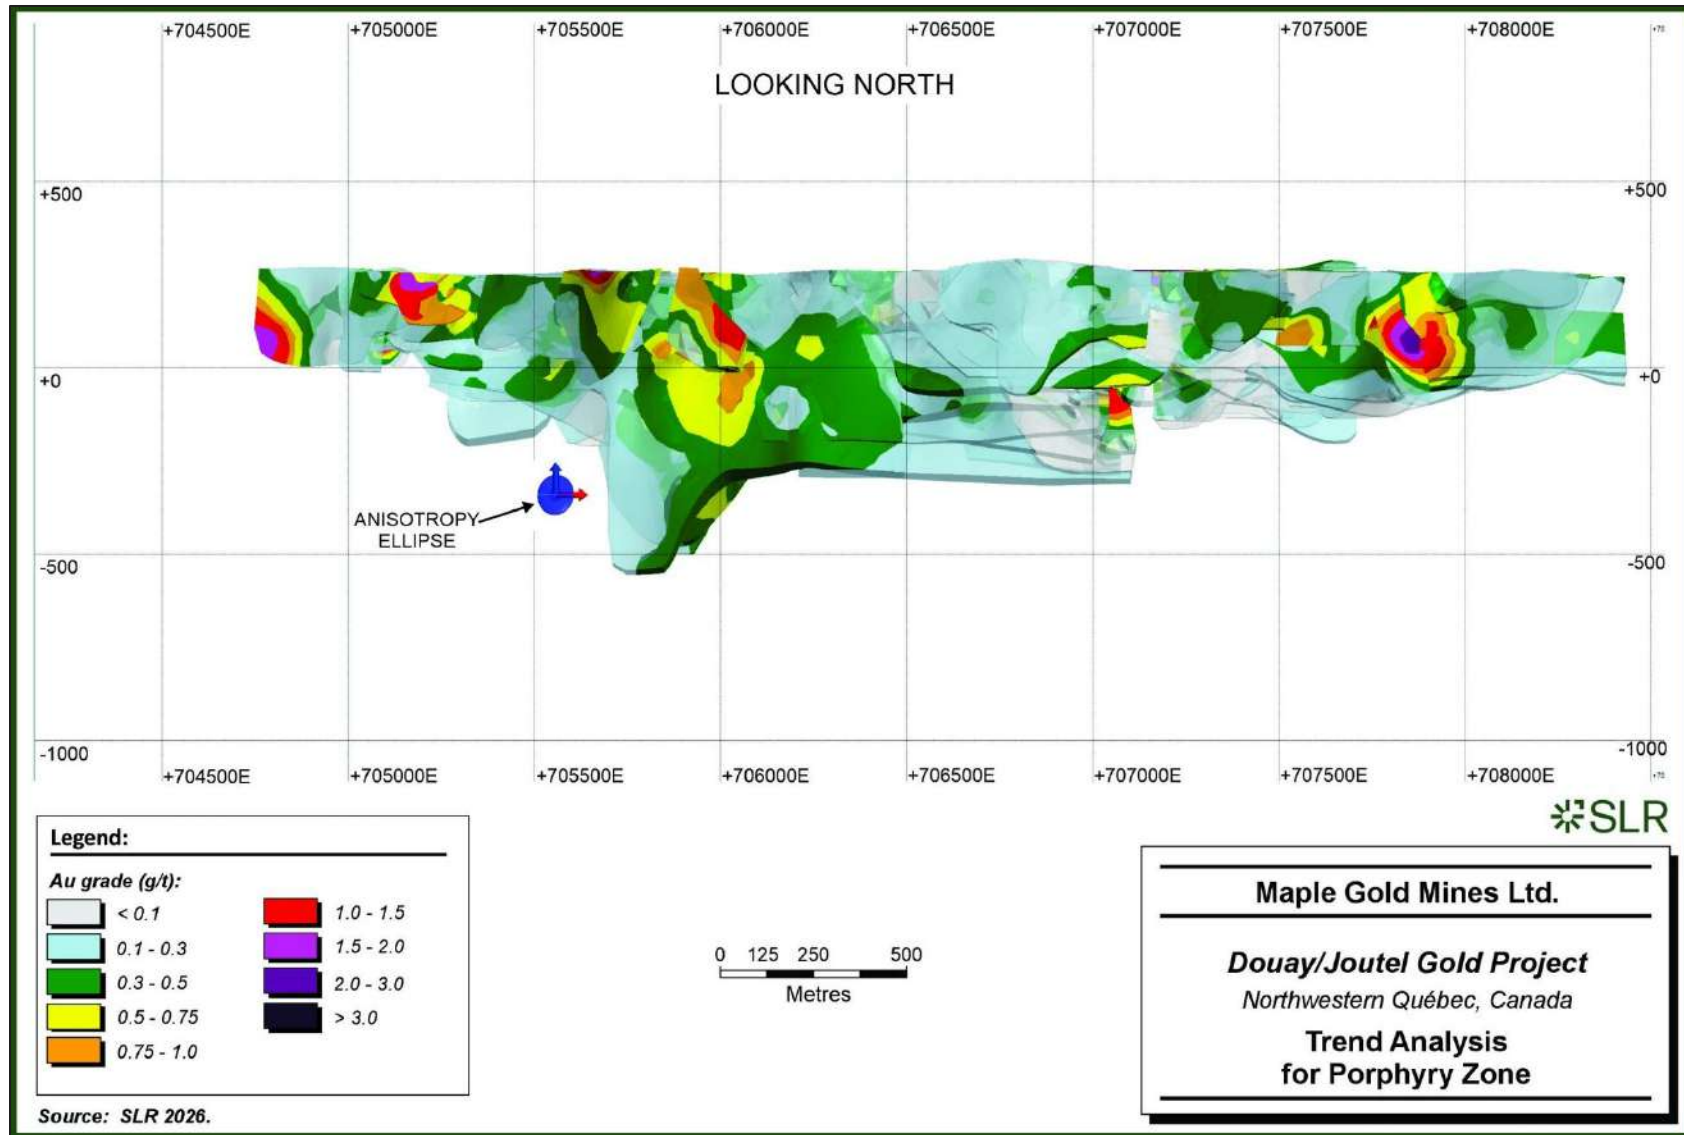 +704500E +705000E +705500E +706000E +706500E +707000E +707500E +708000E
LOOKING NORTH
+500 +500
+0 +0
ANISOTROPY
ELLIPSE
-500 -500
-1000 -1000
+704500E +705000E +705500E +706000E +706500E +707000E +707500E +708000E
SLR
Legend:
Au grade (g/t):
< 0.1
0.1 - 0.3
0.3 - 0.5
0.5 - 0.75
0.75 - 1.0
1.0 - 1.5
1.5 - 2.0
2.0 - 3.0
> 3.0
0 125 250 500
Metres
Maple Gold Mines Ltd.
Douay/Joutel Gold Project
Northwestern Québec, Canada
Trend Analysis
for Porphyry Zone
Source: SLR 2026.